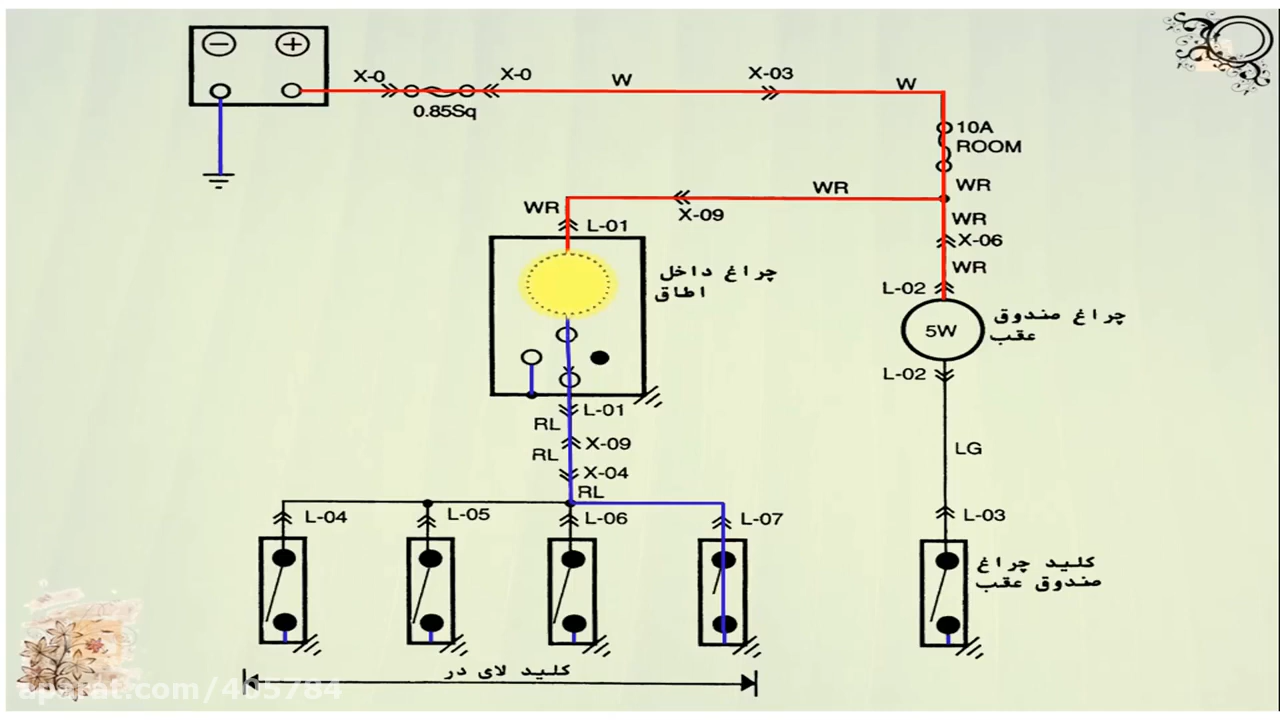 X-0
X-0
W
X-03
W
0.85Sq
10A
ROOM
WR
WR
WR
X-09
WR
L-01
WR
X-06
WR
L-02
چراغ داخل
اطاق
چراغ صندوق
عقب
5W
L-02
L-01
RL
X-09
RL
X-04
RL
LG
L-04
L-05
L-06
L-07
L-03
کلید چراغ
صندوق عقب
کلید لای در
aparat.com/405784